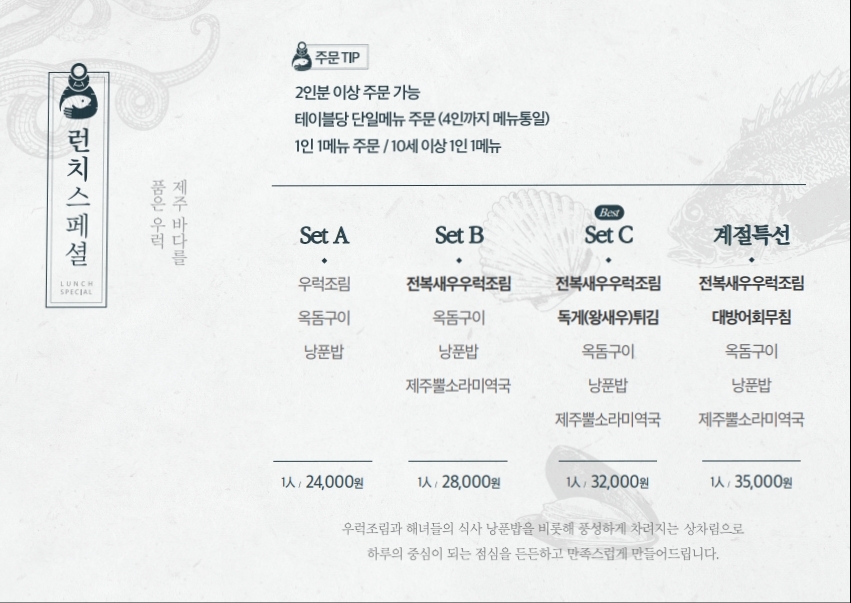 런치스페셜
LUNCH
SPECIAL
제주 바다를
품은 우럭
주문 TIP
2인분 이상 주문 가능
테이블당 단일메뉴 주문 (4인까지 메뉴통일)
1인 1메뉴 주문 / 10세 이상 1인 1메뉴
Set A
우럭조림
옥돔구이
낭푼밥
1人 / 24,000원
Set B
전복새우우럭조림
옥돔구이
낭푼밥
제주뿔소라미역국
1人 / 28,000원
Best
Set C
전복새우우럭조림
독게(왕새우)튀김
옥돔구이
낭푼밥
제주뿔소라미역국
1人 / 32,000원
계절특선
전복새우우럭조림
대방어회무침
옥돔구이
낭푼밥
제주뿔소라미역국
1人 / 35,000원
우럭조림과 해녀들의 식사 낭푼밥을 비롯해 풍성하게 차려지는 상차림으로
하루의 중심이 되는 점심을 든든하고 만족스럽게 만들어드립니다.